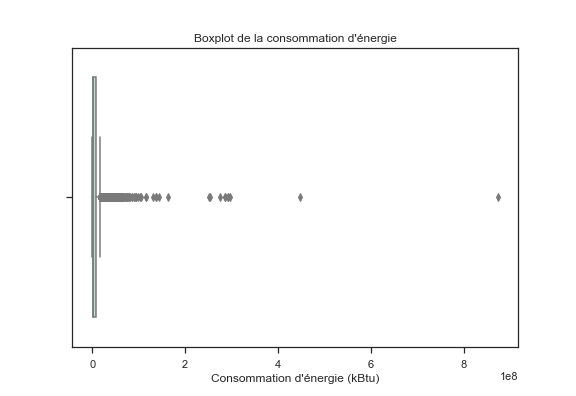 Boxplot de la consommation d'énergie
0 2 4 6 8
1e8
Consommation d'énergie (kBtu)